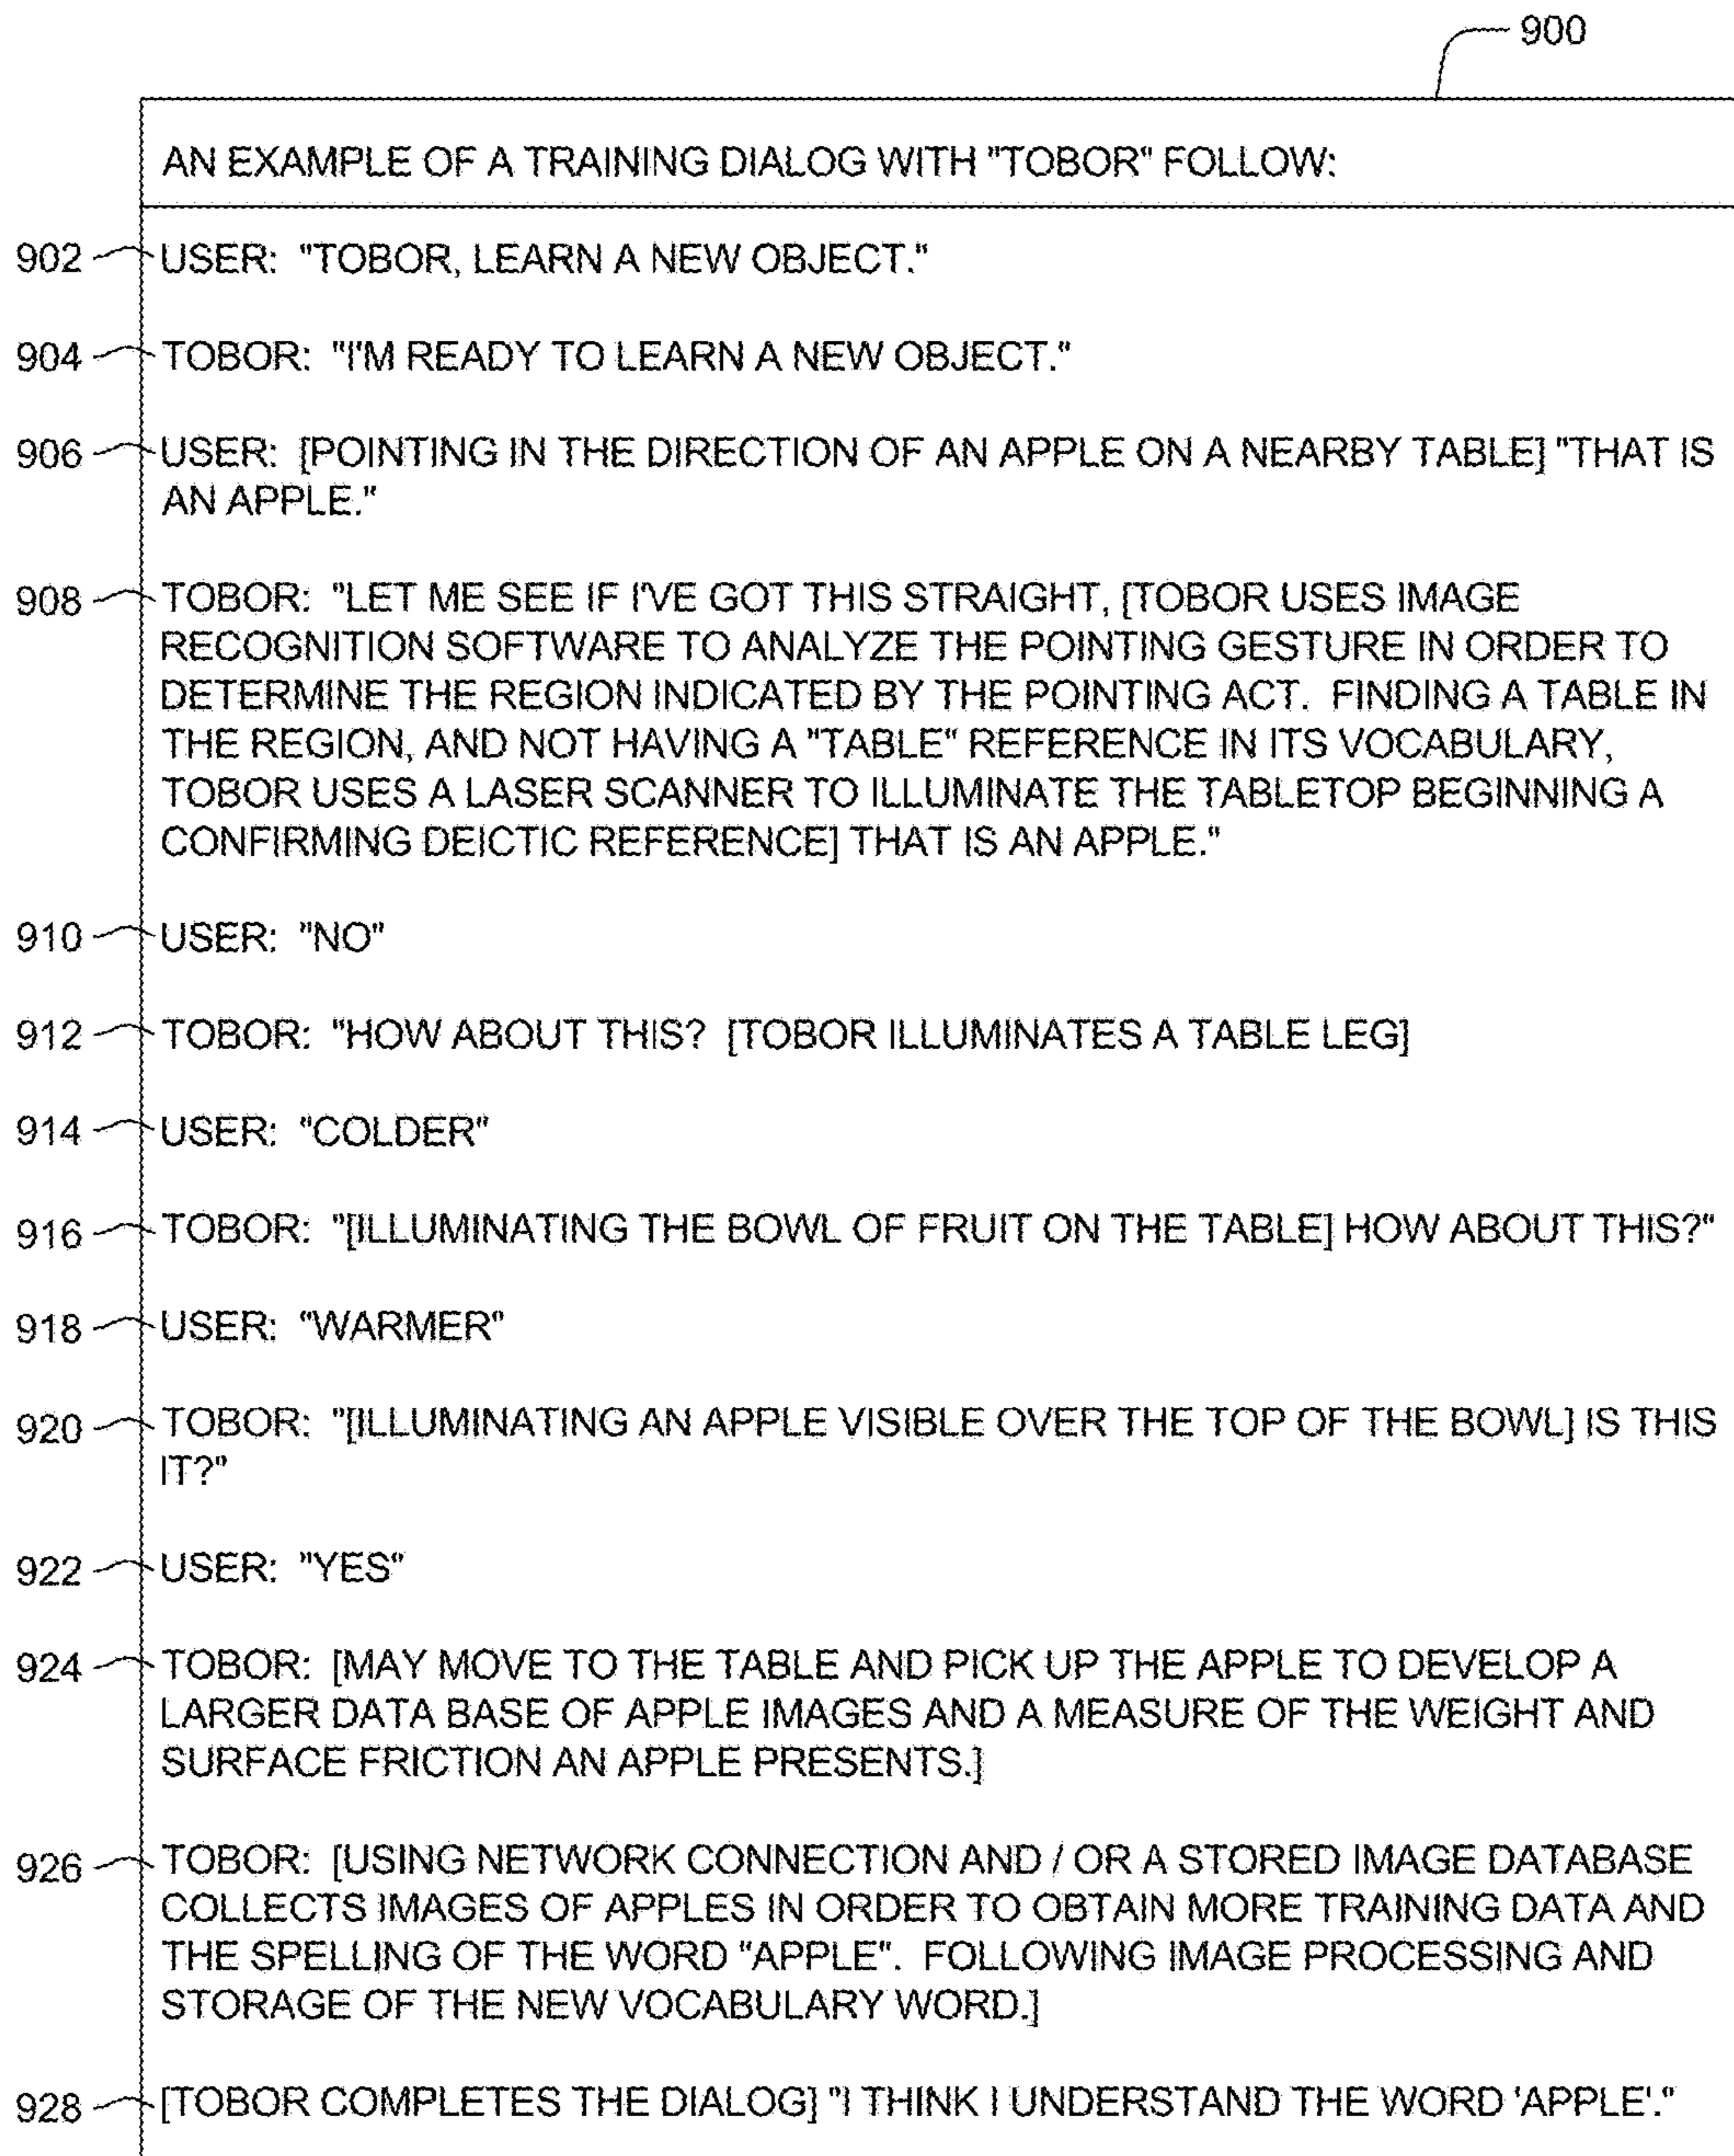 900
AN EXAMPLE OF A TRAINING DIALOG WITH "TOBOR" FOLLOW:
902 USER: "TOBOR, LEARN A NEW OBJECT."
904 TOBOR: "I'M READY TO LEARN A NEW OBJECT."
906 USER: [POINTING IN THE DIRECTION OF AN APPLE ON A NEARBY TABLE] "THAT IS
AN APPLE."
908 TOBOR: "LET ME SEE IF I'VE GOT THIS STRAIGHT, [TOBOR USES IMAGE
RECOGNITION SOFTWARE TO ANALYZE THE POINTING GESTURE IN ORDER TO
DETERMINE THE REGION INDICATED BY THE POINTING ACT. FINDING A TABLE IN
THE REGION, AND NOT HAVING A "TABLE" REFERENCE IN ITS VOCABULARY,
TOBOR USES A LASER SCANNER TO ILLUMINATE THE TABLETOP BEGINNING A
CONFIRMING DEICTIC REFERENCE] THAT IS AN APPLE."
910 USER: "NO"
912 TOBOR: "HOW ABOUT THIS? [TOBOR ILLUMINATES A TABLE LEG]
914 USER: "COLDER"
916 TOBOR: "[ILLUMINATING THE BOWL OF FRUIT ON THE TABLE] HOW ABOUT THIS?"
918 USER: "WARMER"
920 TOBOR: "[ILLUMINATING AN APPLE VISIBLE OVER THE TOP OF THE BOWL] IS THIS
IT?"
922 USER: "YES"
924 TOBOR: [MAY MOVE TO THE TABLE AND PICK UP THE APPLE TO DEVELOP A
LARGER DATA BASE OF APPLE IMAGES AND A MEASURE OF THE WEIGHT AND
SURFACE FRICTION AN APPLE PRESENTS.]
926 TOBOR: [USING NETWORK CONNECTION AND / OR A STORED IMAGE DATABASE
COLLECTS IMAGES OF APPLES IN ORDER TO OBTAIN MORE TRAINING DATA AND
THE SPELLING OF THE WORD "APPLE". FOLLOWING IMAGE PROCESSING AND
STORAGE OF THE NEW VOCABULARY WORD.]
928 [TOBOR COMPLETES THE DIALOG] "I THINK I UNDERSTAND THE WORD 'APPLE'."